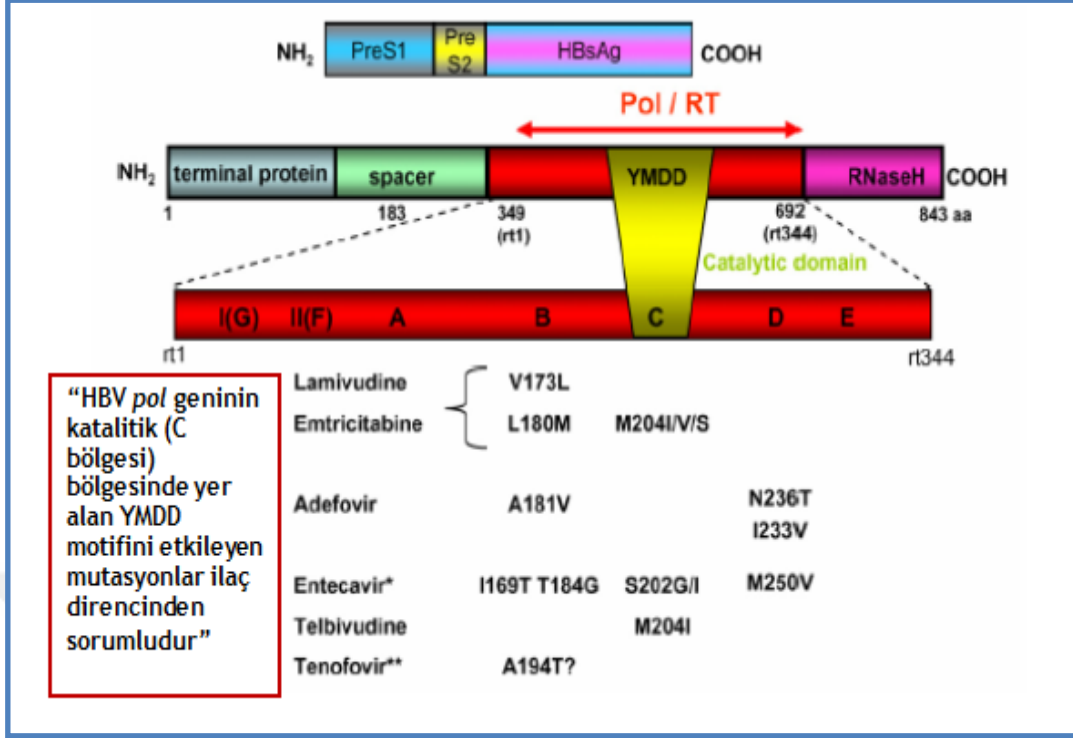 NH2 PreS1 Pre S2 HBsAg COOH
Pol / RT
NH2 terminal protein spacer YMDD RNaseH COOH
1 183 349 (rt1) 692 (rt344) 843 aa
Catalytic domain
I(G) II(F) A B C D E
rt1 rt344
“HBV pol geninin
katalitik (C
bölgesi)
bölgesinde yer
alan YMDD
motifini etkileyen
mutasyonlar ilaç
direncinden
sorumludur”
Lamivudine V173L
Emtricitabine L180M M204I/V/S
Adefovir A181V N236T
I233V
Entecavir* I169T T184G S202G/I M250V
Telbivudine M204I
Tenofovir** A194T?